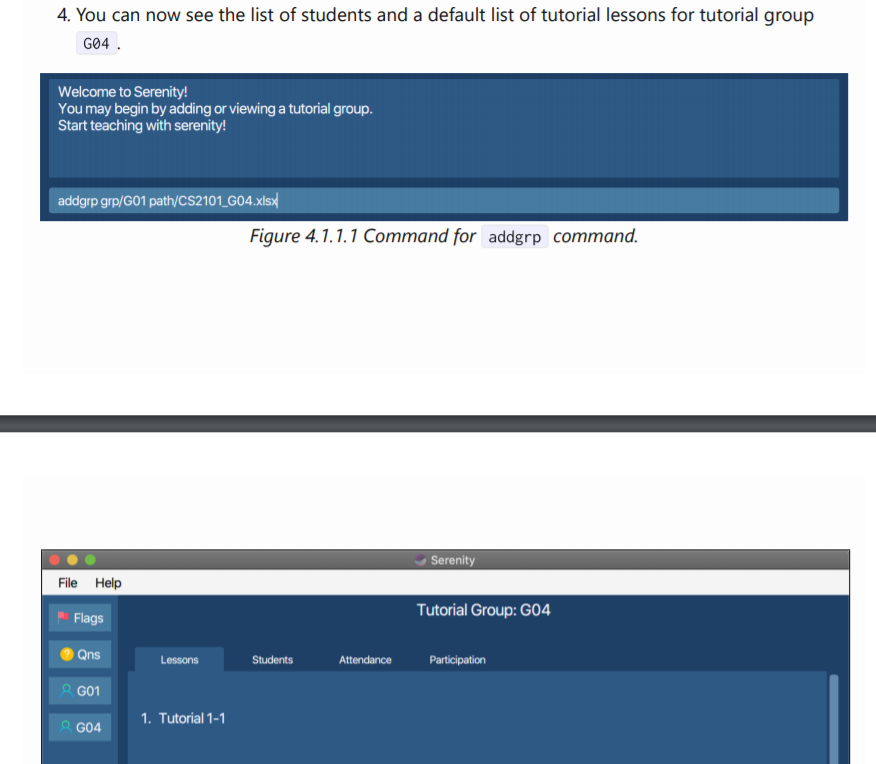 4. You can now see the list of students and a default list of tutorial lessons for tutorial group
G04 .
Welcome to Serenity!
You may begin by adding or viewing a tutorial group.
Start teaching with serenity!
addgrp grp/G01 path/CS2101_G04.xlsx
Figure 4.1.1.1 Command for addgrp command.
Serenity
File Help
Tutorial Group: G04
Flags
Qns
Lessons Students Attendance Participation
G01
1. Tutorial 1-1
G04